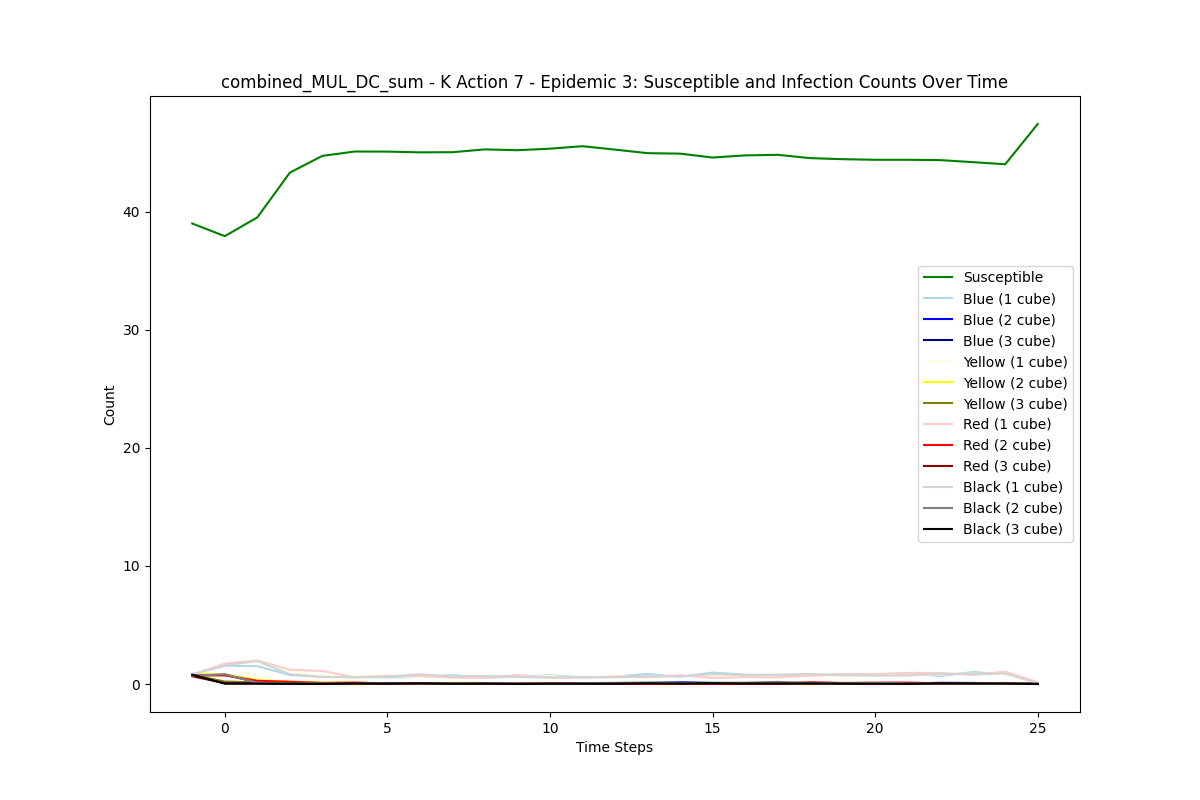 combined_MUL_DC_sum - K Action 7 - Epidemic 3: Susceptible and Infection Counts Over Time
Count
40
30
20
10
0
Susceptible
Blue (1 cube)
Blue (2 cube)
Blue (3 cube)
Yellow (1 cube)
Yellow (2 cube)
Yellow (3 cube)
Red (1 cube)
Red (2 cube)
Red (3 cube)
Black (1 cube)
Black (2 cube)
Black (3 cube)
0 5 10 15 20 25
Time Steps